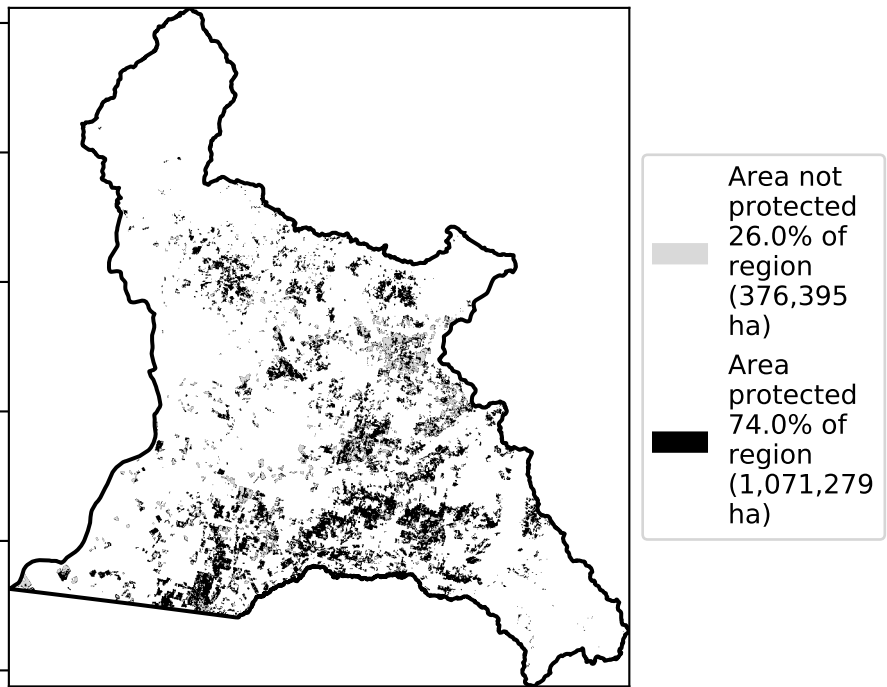 Area not
protected
26.0% of
region
(376,395
ha)
Area
protected
74.0% of
region
(1,071,279
ha)